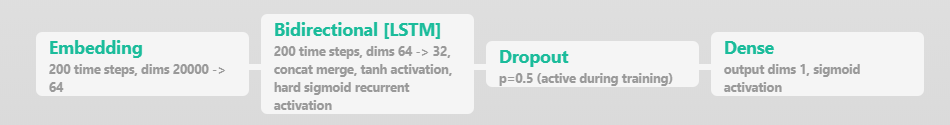 Embedding
200 time steps, dims 20000 ->
64
Bidirectional [LSTM]
200 time steps, dims 64 -> 32,
concat merge, tanh activation,
hard sigmoid recurrent
activation
Dropout
p=0.5 (active during training)
Dense
output dims 1, sigmoid
activation